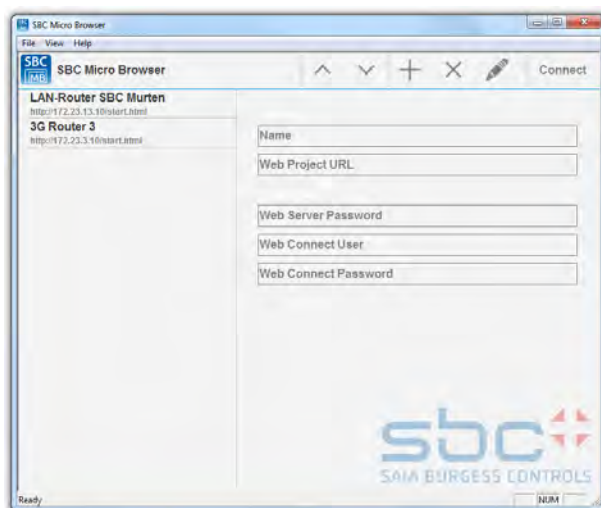 SBC Micro Browser
File View Help
SBC MB SBC Micro Browser Connect
LAN-Router SBC Murten
http://172.23.13.10/start.html
3G Router 3
http://172.23.3.10/start.html
Name
Web Project URL
Web Server Password
Web Connect User
Web Connect Password
sbc
SAIA BURGESS CONTROLS
Ready NUM